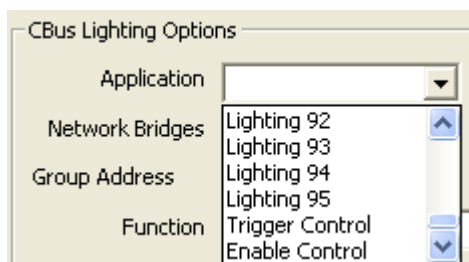 CBus Lighting Options
Application
Network Bridges
Group Address
Function
Lighting 92
Lighting 93
Lighting 94
Lighting 95
Trigger Control
Enable Control